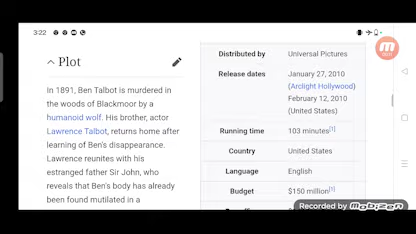 3:22
Plot
In 1891, Ben Talbot is murdered in
the woods of Blackmoor by a
humanoid wolf. His brother, actor
Lawrence Talbot, returns home after
learning of Ben's disappearance.
Lawrence reunites with his
estranged father Sir John, who
reveals that Ben's body has already
been found mutilated in a
Distributed by Universal Pictures
Release dates January 27, 2010
(Arclight Hollywood)
February 12, 2010
(United States)
Running time 103 minutes[1]
Country United States
Language English
Budget $150 million[1]
Recorded by MOBIZEN